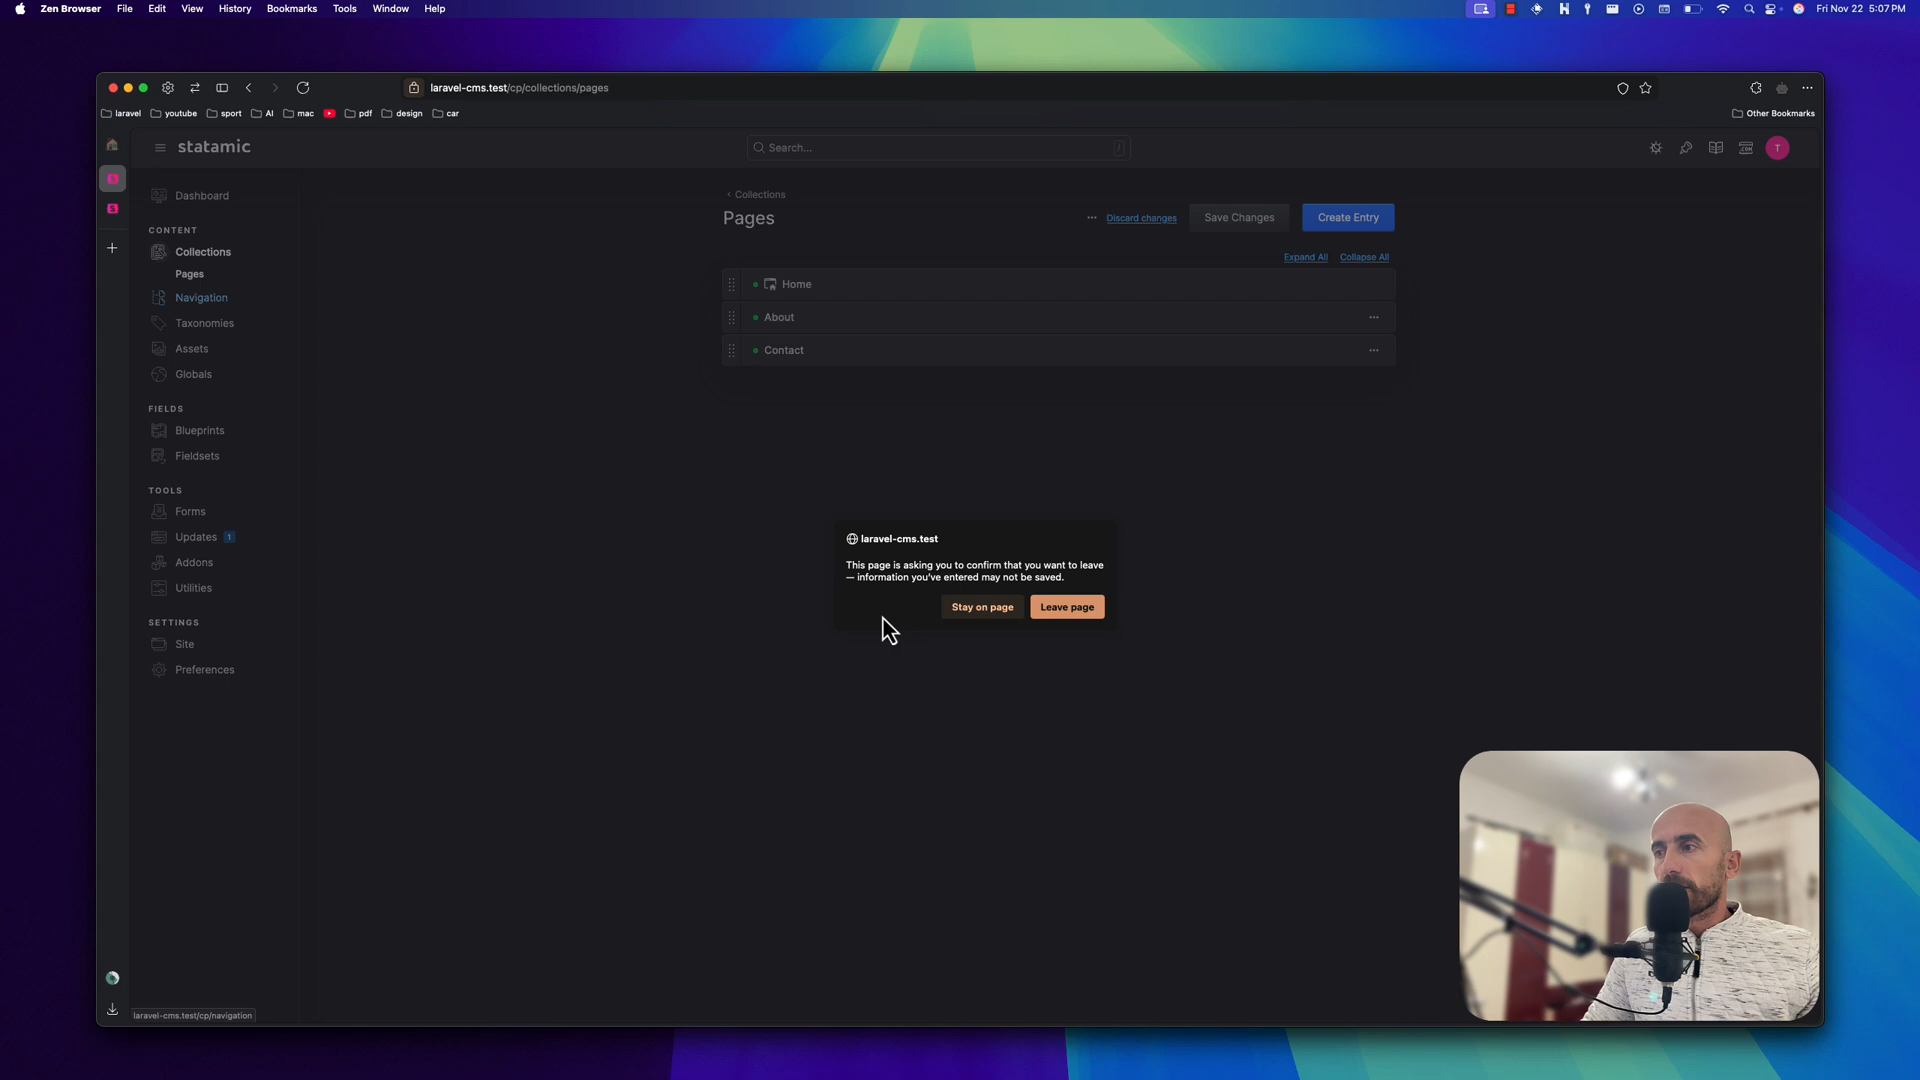 Zen Browser File Edit View History Bookmarks Tools Window Help
Fri Nov 22 5:07 PM
laravel-cms.test/cp/collections/pages
laravel youtube sport AI mac pdf design car Other Bookmarks
statamic
Search... /
T
Dashboard
CONTENT
Collections
Pages
Navigation
Taxonomies
Assets
Globals
FIELDS
Blueprints
Fieldsets
TOOLS
Forms
Updates 1
Addons
Utilities
SETTINGS
Site
Preferences
‹ Collections
Pages
Discard changes Save Changes Create Entry
Expand All Collapse All
Home
About
Contact
laravel-cms.test
This page is asking you to confirm that you want to leave
— information you’ve entered may not be saved.
Stay on page Leave page
laravel-cms.test/cp/navigation